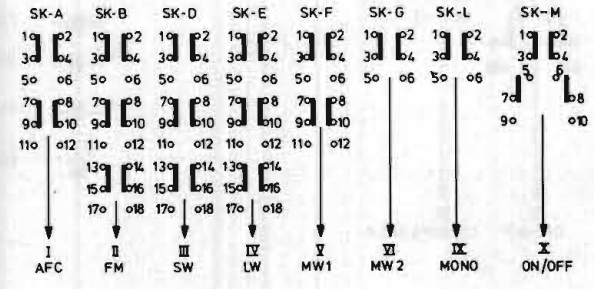 SK-A SK-B SK-D SK-E SK-F SK-G SK-L SK-M
1 2 1 2 1 2 1 2 1 2 1 2 1 2 1 2
3 4 3 4 3 4 3 4 3 4 3 4 3 4 3 4
5 6 5 6 5 6 5 6 5 6 5 6 5 6 5 6
7 8 7 8 7 8 7 8 7 8 7 8
9 10 9 10 9 10 9 10 9 10 9 10
11 12 11 12 11 12 11 12 11 12
13 14 13 14 13 14
15 16 15 16 15 16
17 18 17 18 17 18
I II III IV V VI IX X
AFC FM SW LW MW1 MW2 MONO ON/OFF